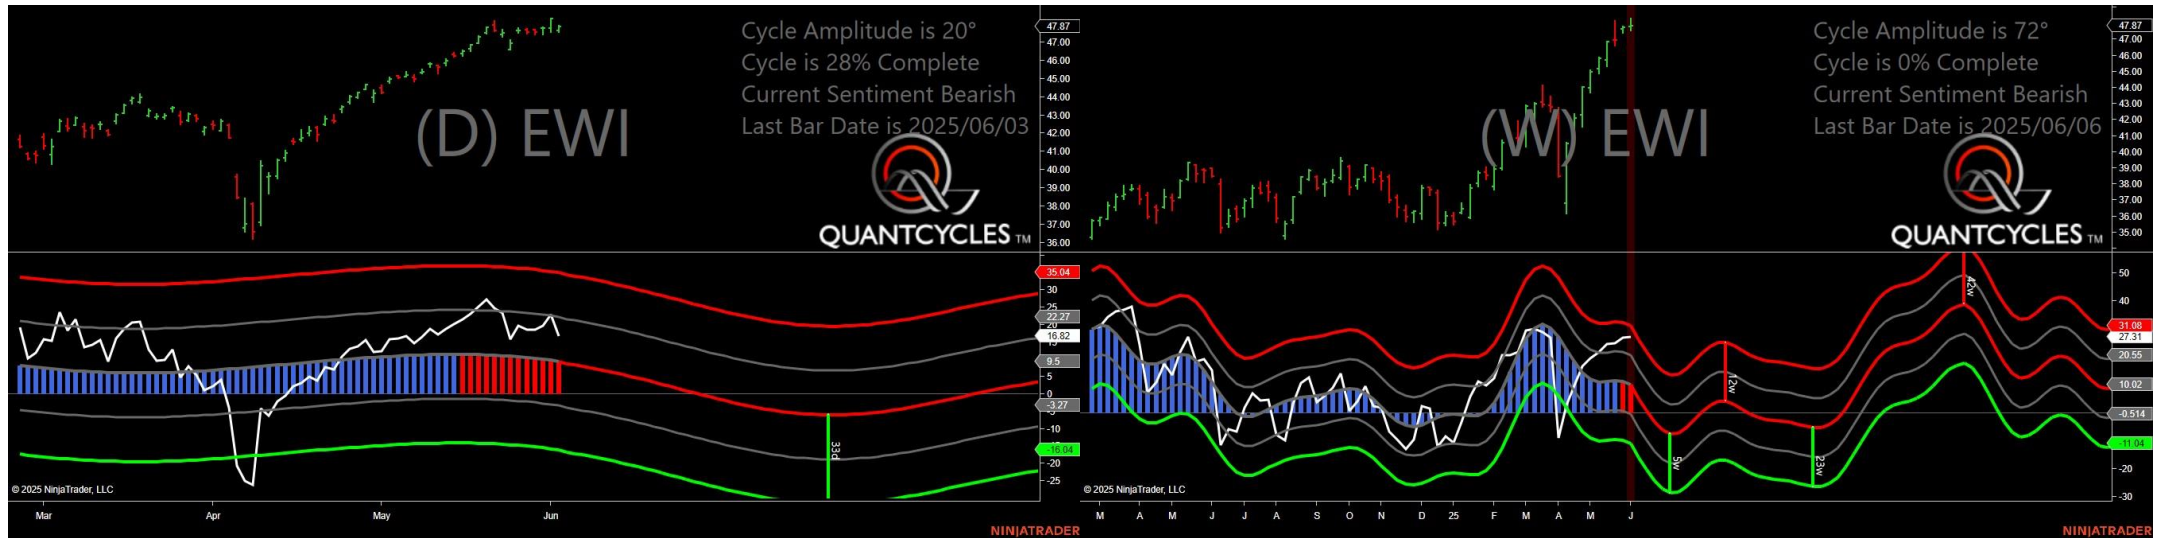 Cycle Amplitude is 20°
Cycle is 28% Complete
Current Sentiment Bearish
Last Bar Date is 2025/06/03
(D) EWI
QUANTCYCLES TM
47.87
47.00
46.00
45.00
44.00
43.00
42.00
41.00
40.00
39.00
38.00
37.00
36.00
35.04
30
25
22.27
20
16.82
15
9.5
5
0
-3.27
-10
-16.04
-20
-25
33d
© 2025 NinjaTrader, LLC
Mar Apr May Jun
NINJATRADER
Cycle Amplitude is 72°
Cycle is 0% Complete
Current Sentiment Bearish
Last Bar Date is 2025/06/06
(W) EWI
QUANTCYCLES TM
47.87
47.00
46.00
45.00
44.00
43.00
42.00
41.00
40.00
39.00
38.00
37.00
36.00
35.00
50
40
31.08
27.31
20.55
10.02
-0.514
-11.04
-20
-30
42w
12w
5w
23w
© 2025 NinjaTrader, LLC
M A M J J A S O N D 25 F M A M J
NINJATRADER